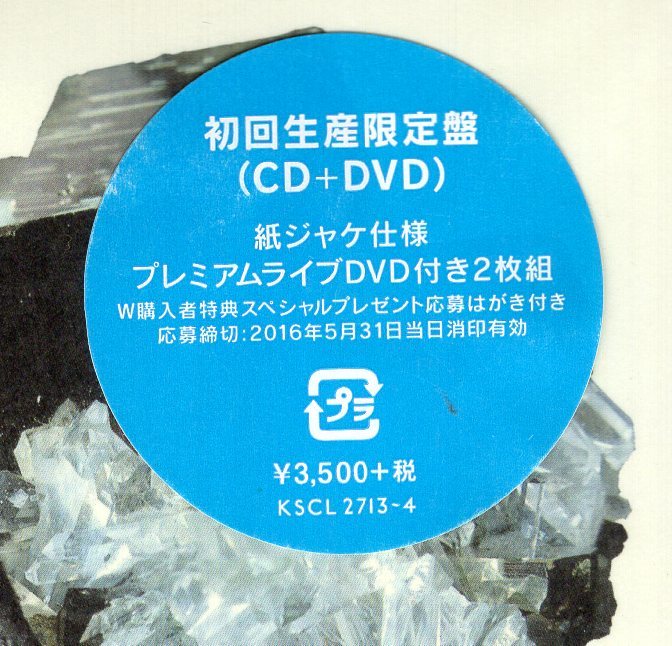 初回生産限定盤
(CD+DVD)
紙ジャケ仕様
プレミアムライブDVD付き2枚組
W購入者特典スペシャルプレゼント応募はがき付き
応募締切:2016年5月31日当日消印有効
プラ
¥3,500+税
KSCL 2713~4